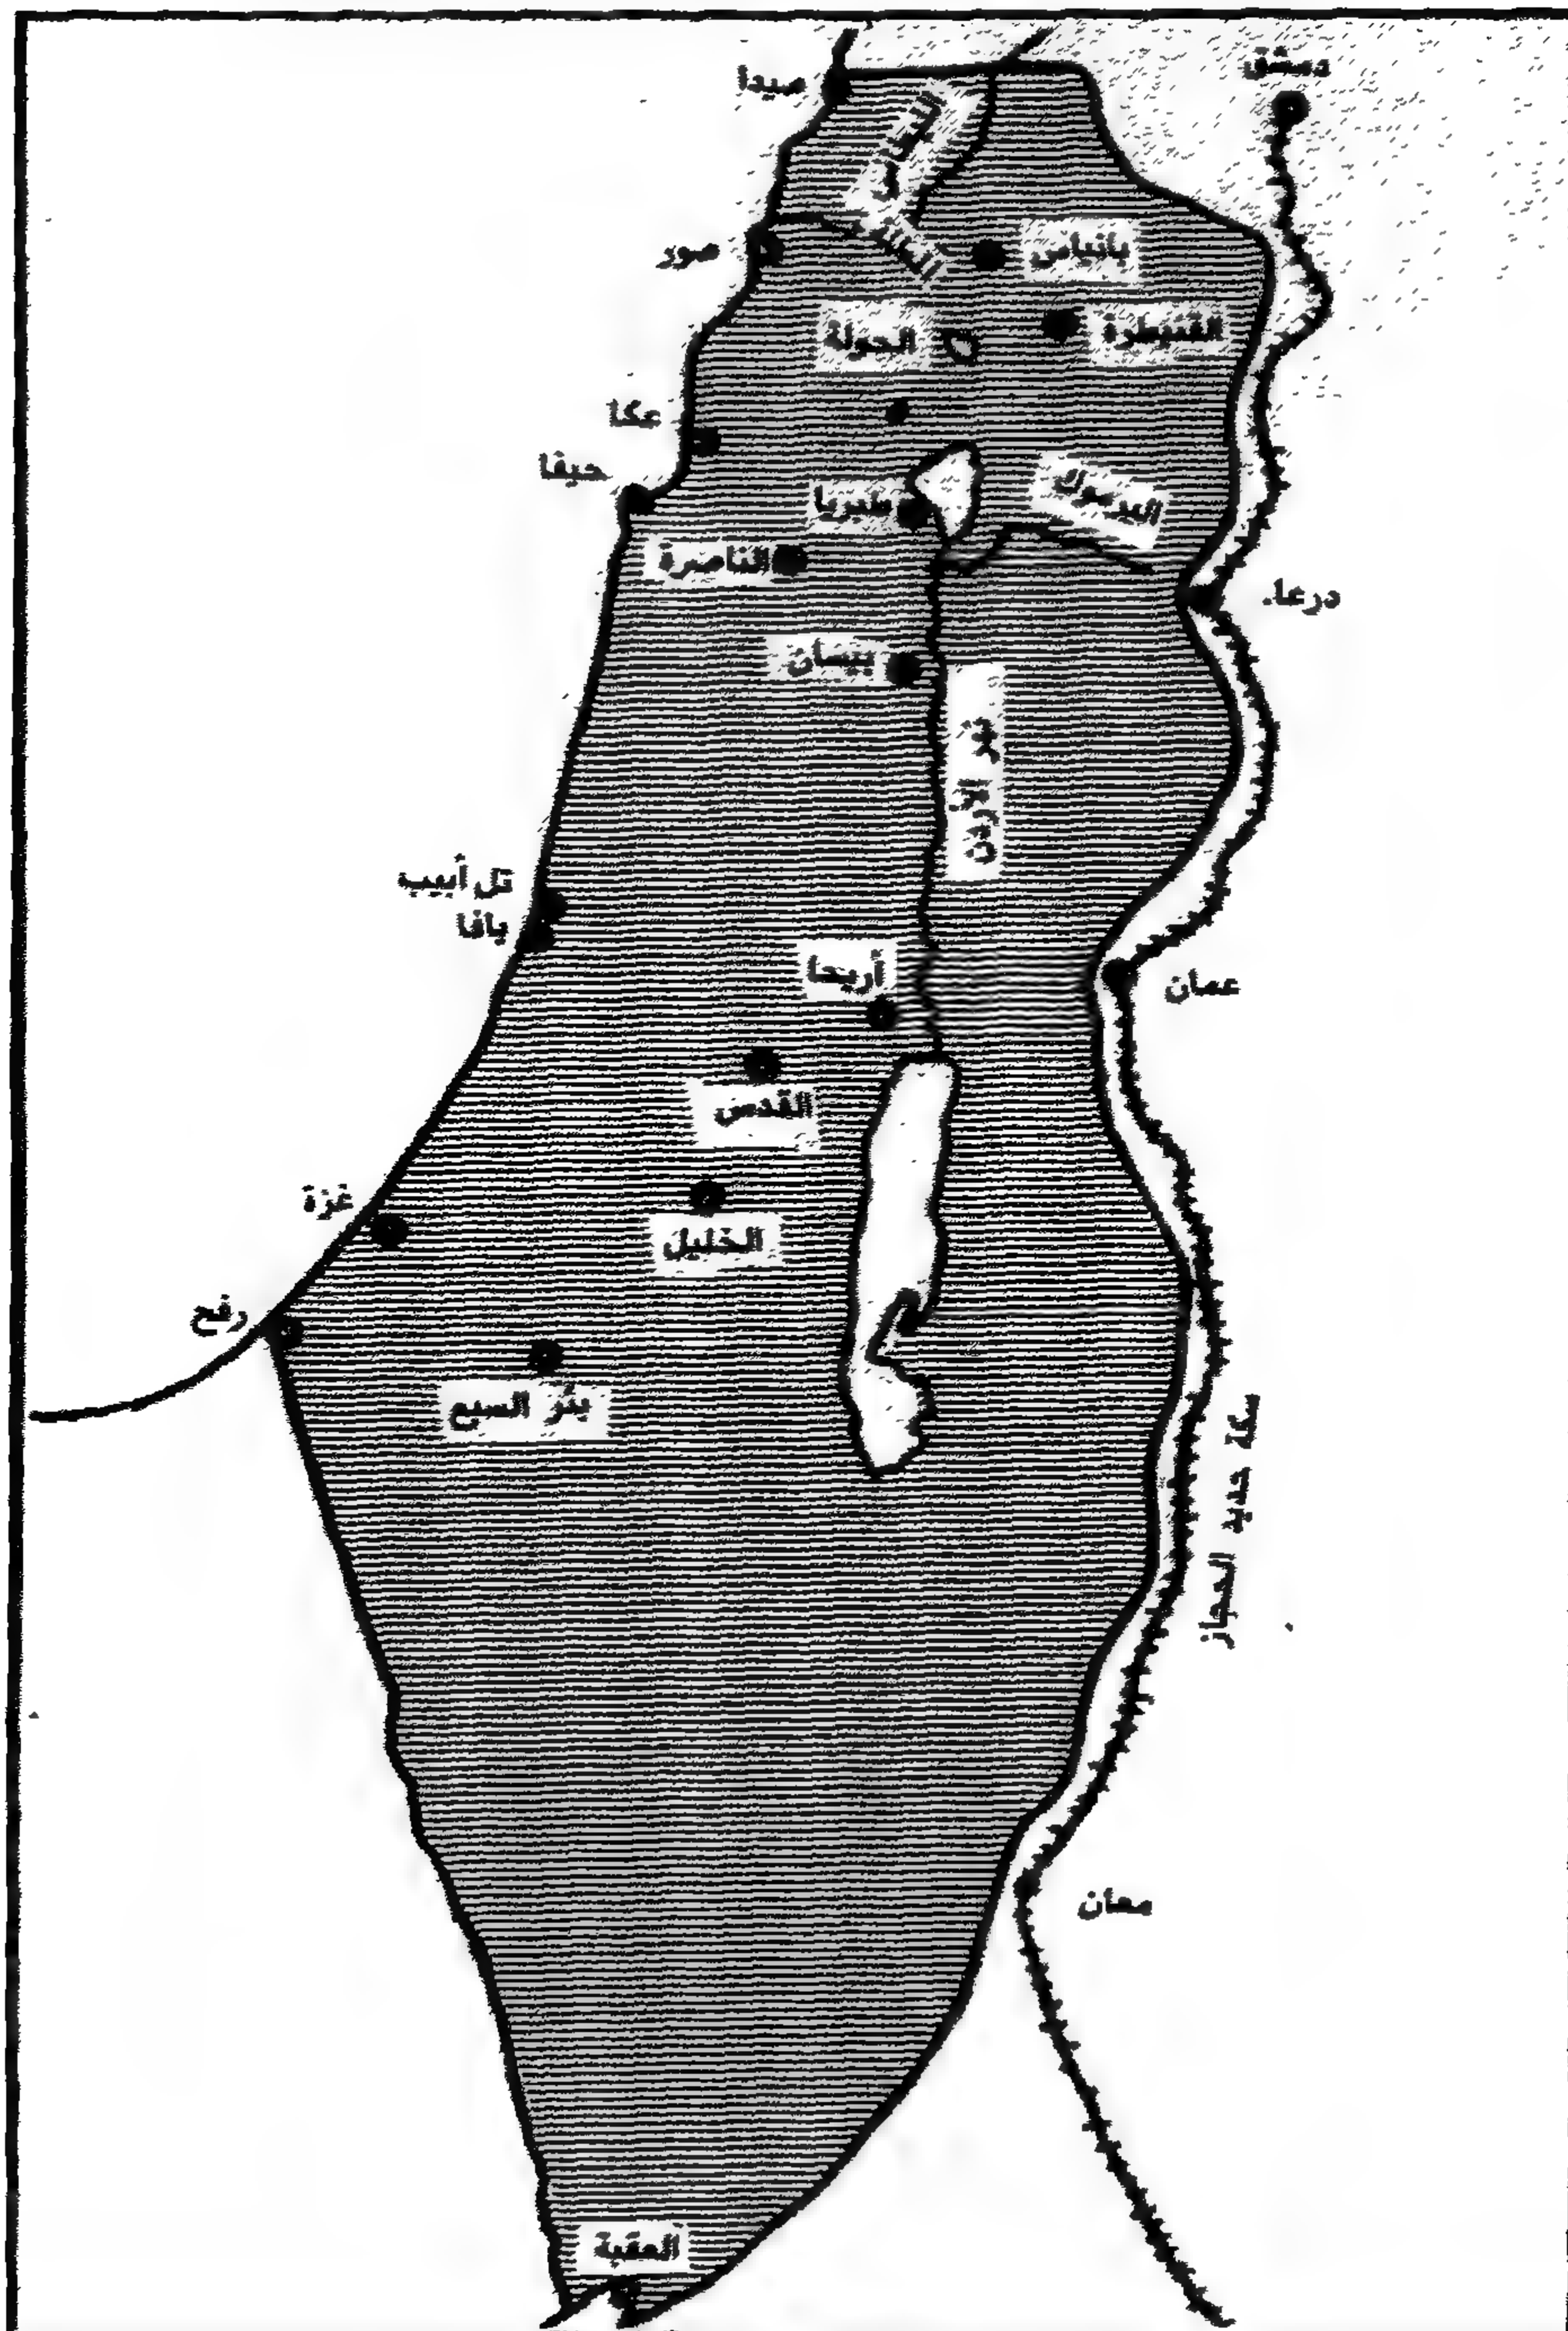 دمشق
صيدا
الليطاني
بانياس
صور
القنيطرة
الحولة
عكا
حيفا
اليرموك
طبريا
الناصرة
درعا
بيسان
نهر الأردن
تل أبيب
يافا
أريحا
عمان
القدس
غزة
الخليل
رفح
بئر السبع
سكة حديد الحجاز
معان
العقبة